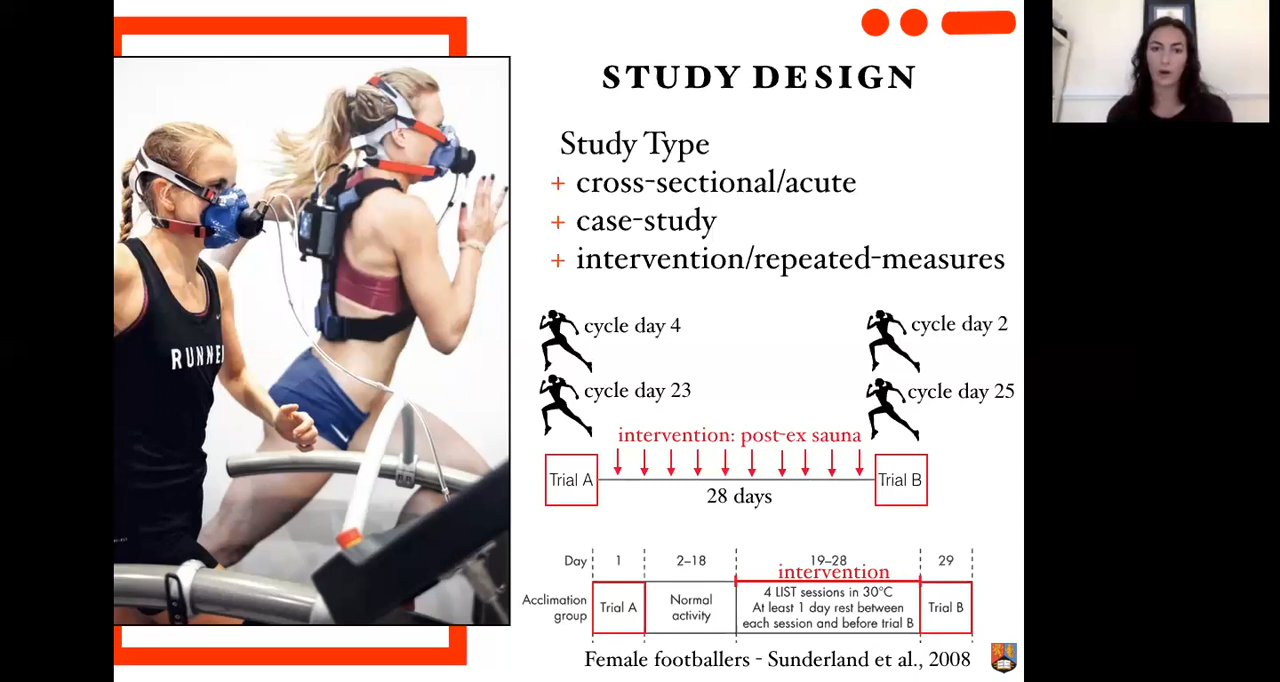 STUDY DESIGN
Study Type
+ cross-sectional/acute
+ case-study
+ intervention/repeated-measures
cycle day 4
cycle day 2
cycle day 23
cycle day 25
intervention: post-ex sauna
Trial A
Trial B
28 days
Day
1
2–18
19–28
29
intervention
Acclimation
group
Trial A
Normal
activity
4 LIST sessions in 30°C
At least 1 day rest between
each session and before trial B
Trial B
Female footballers - Sunderland et al., 2008
RUNNE